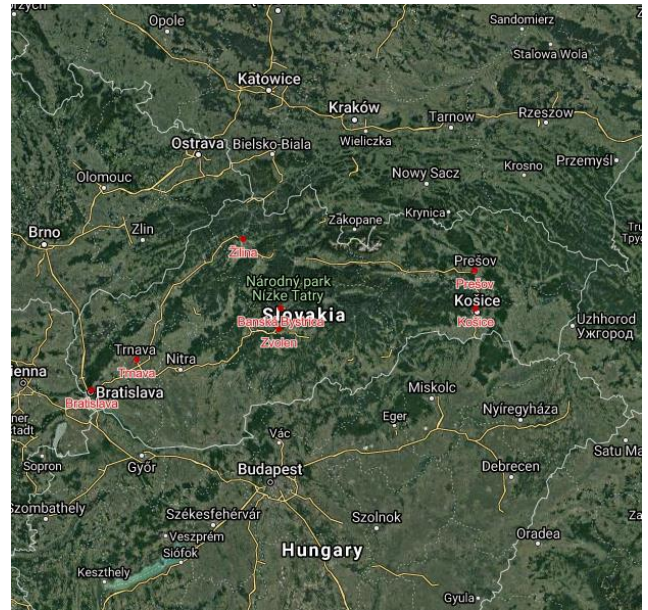 Opole
Sandomierz
Stalowa Wola
Katowice
Kraków
Tarnow
Rzeszow
Wieliczka
Ostrava
Bielsko-Biala
Przemyśl
Krosno
Olomouc
Nowy Sacz
Krynica
Zakopane
Brno
Zlin
Žilina
Prešov
Prešov
Národný park
Nízke Tatry
Košice
Slovakia
Banská Bystrica
Košice
Uzhhorod
Ужгород
Zvolen
Trnava
Nitra
Trnava
Bratislava
Bratislava
Miskolc
Nyíregyháza
Eger
Vác
Sopron
Győr
Budapest
Debrecen
Satu Ma
Szombathely
Székesfehérvár
Szolnok
Veszprém
Siófok
Oradea
Hungary
Keszthely
Gyula